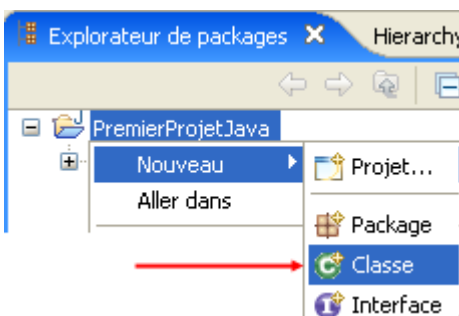 Explorateur de packages Hierarchy
PremierProjetJava
Nouveau Projet...
Aller dans
Package
Classe
Interface